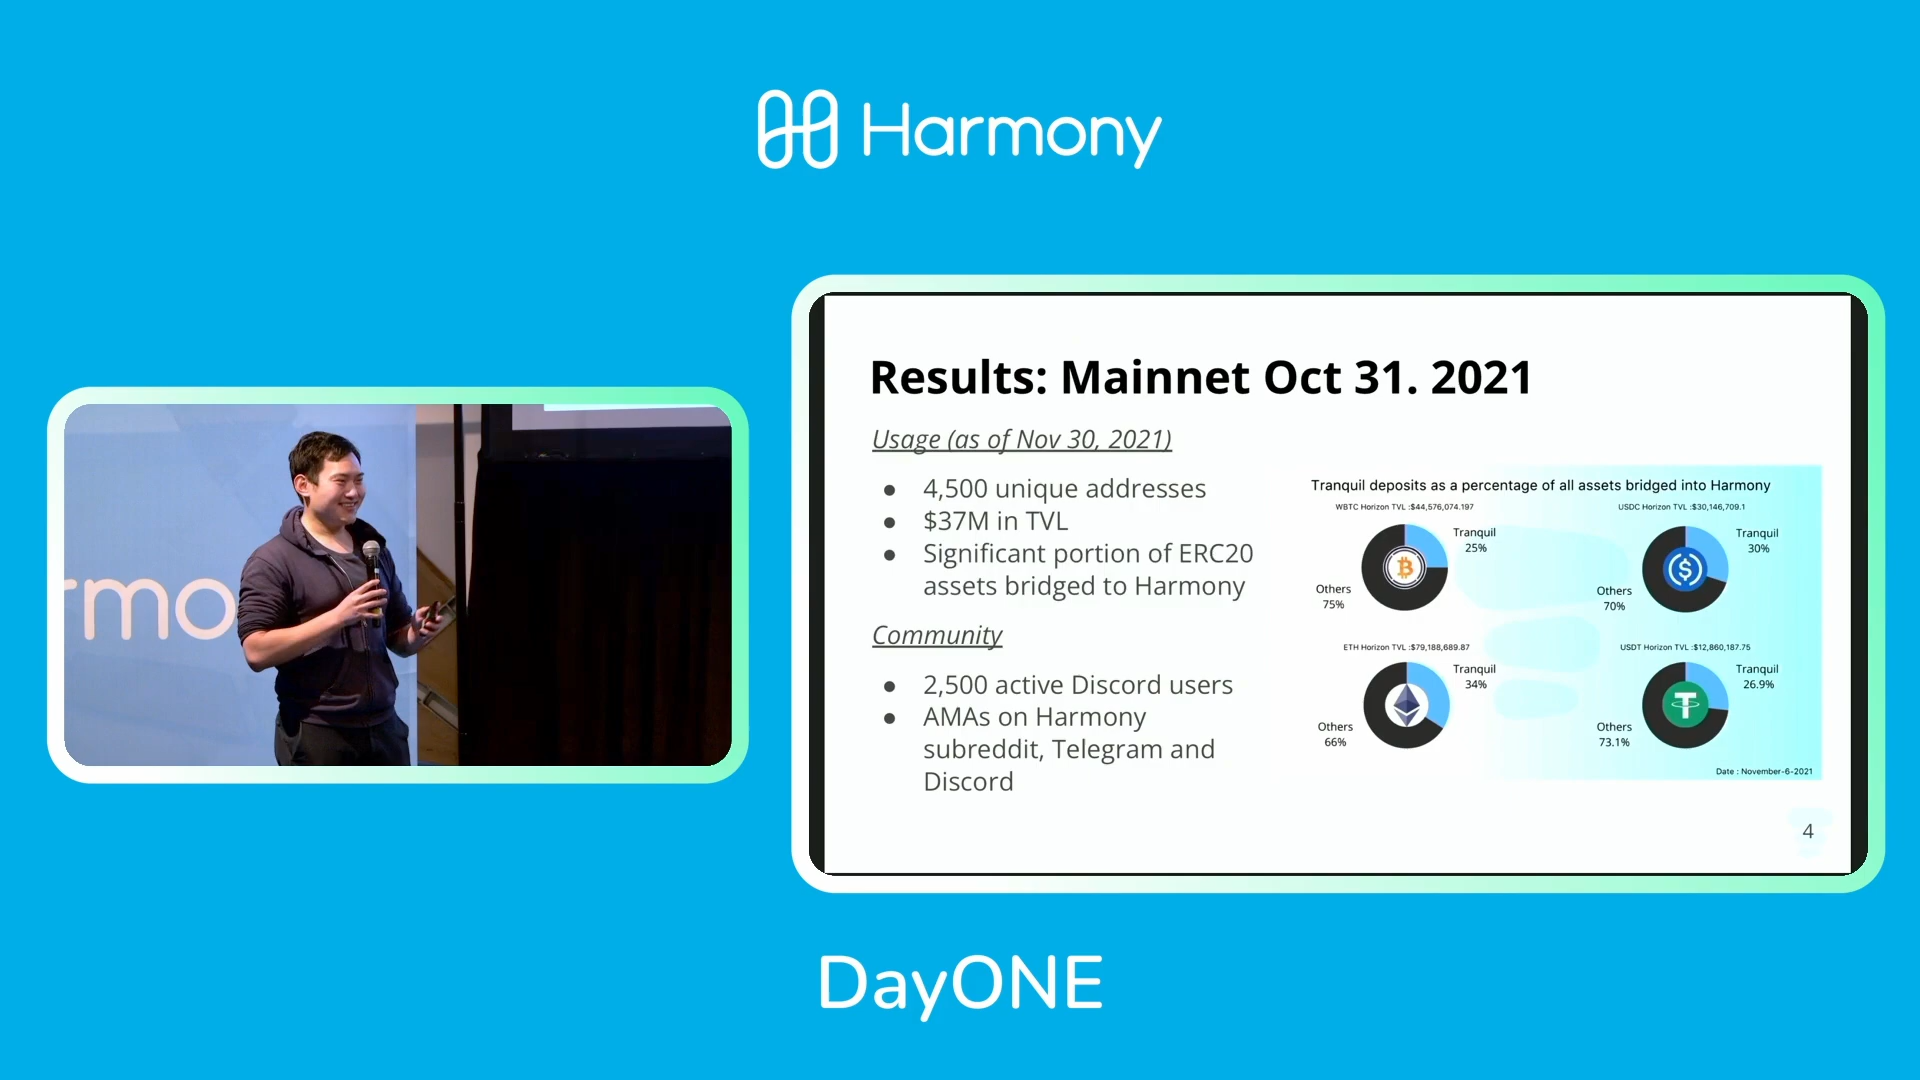 Harmony
rmo
Results: Mainnet Oct 31. 2021
Usage (as of Nov 30, 2021)
● 4,500 unique addresses
● $37M in TVL
● Significant portion of ERC20
assets bridged to Harmony
Community
● 2,500 active Discord users
● AMAs on Harmony
subreddit, Telegram and
Discord
Tranquil deposits as a percentage of all assets bridged into Harmony
WBTC Horizon TVL :$44,576,074.197
Tranquil
25%
Others
75%
USDC Horizon TVL :$30,146,709.1
Tranquil
30%
Others
70%
ETH Horizon TVL :$79,188,689.87
Tranquil
34%
Others
66%
USDT Horizon TVL :$12,860,187.75
Tranquil
26.9%
Others
73.1%
Date : November-6-2021
4
DayONE